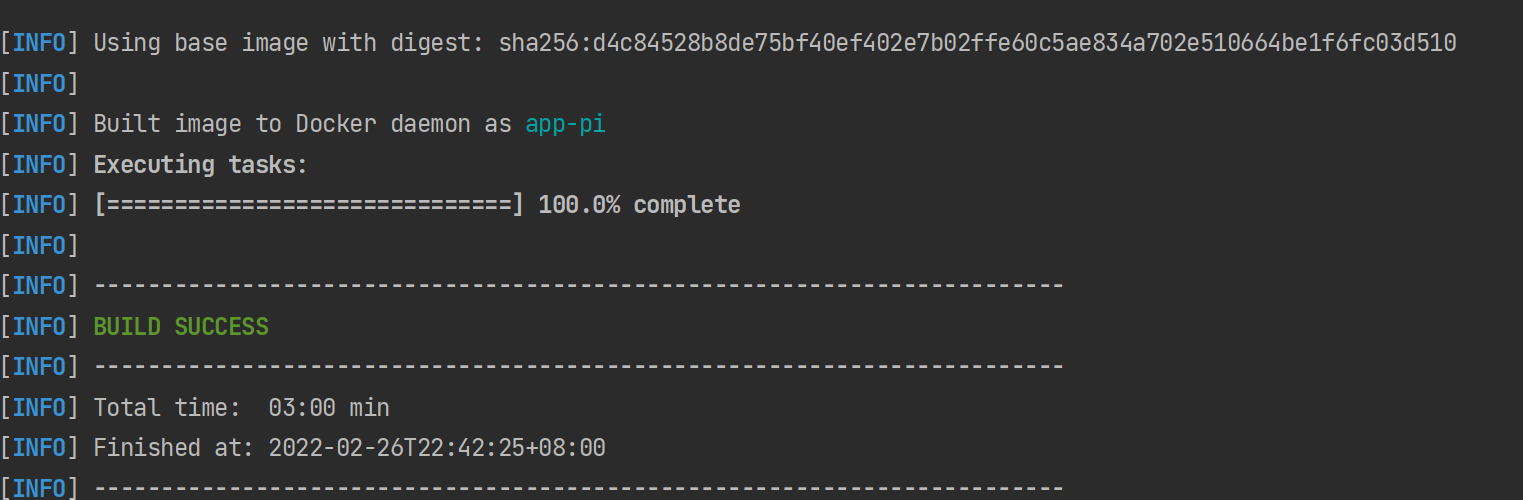 [INFO] Using base image with digest: sha256:d4c84528b8de75bf40ef402e7b02ffe60c5ae834a702e510664be1f6fc03d510
[INFO]
[INFO] Built image to Docker daemon as app-pi
[INFO] Executing tasks:
[INFO] [==============================] 100.0% complete
[INFO]
[INFO] ------------------------------------------------------------------------
[INFO] BUILD SUCCESS
[INFO] ------------------------------------------------------------------------
[INFO] Total time:  03:00 min
[INFO] Finished at: 2022-02-26T22:42:25+08:00
[INFO] ------------------------------------------------------------------------